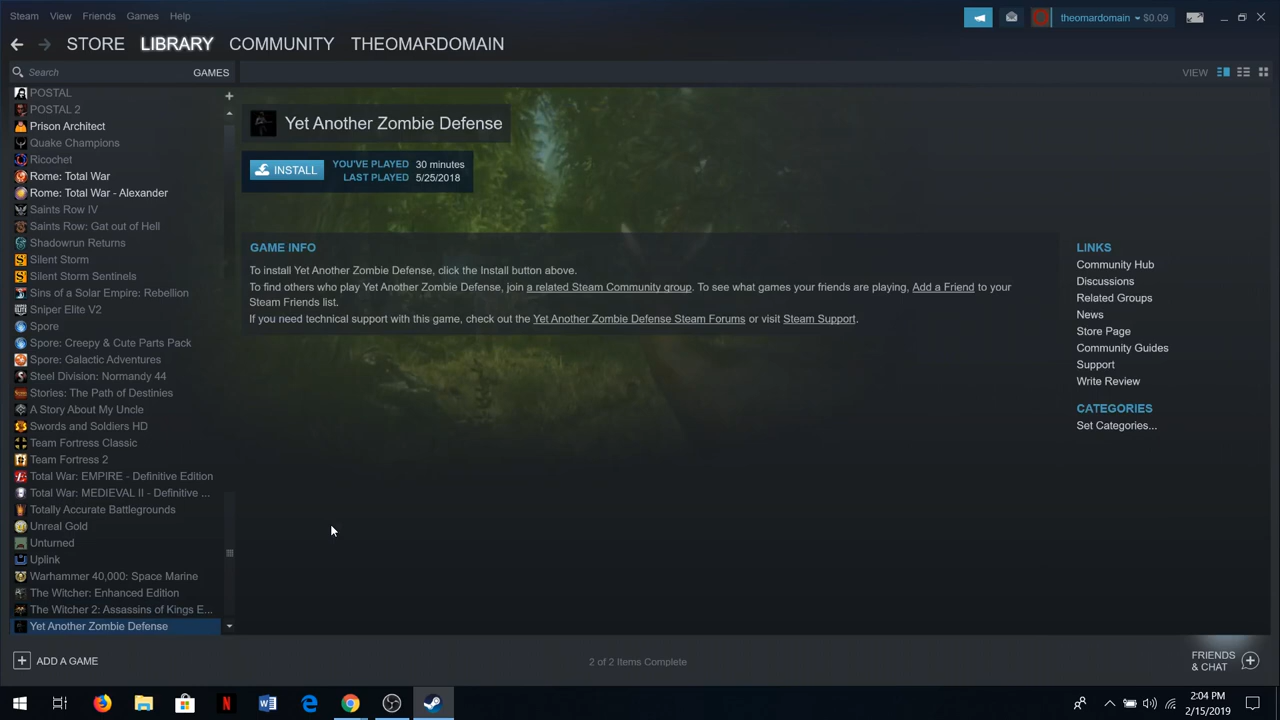 Steam View Friends Games Help
theomardomain $0.09
STORE LIBRARY COMMUNITY THEOMARDOMAIN
Search GAMES
VIEW
POSTAL
POSTAL 2
Prison Architect
Quake Champions
Ricochet
Rome: Total War
Rome: Total War - Alexander
Saints Row IV
Saints Row: Gat out of Hell
Shadowrun Returns
Silent Storm
Silent Storm Sentinels
Sins of a Solar Empire: Rebellion
Sniper Elite V2
Spore
Spore: Creepy & Cute Parts Pack
Spore: Galactic Adventures
Steel Division: Normandy 44
Stories: The Path of Destinies
A Story About My Uncle
Swords and Soldiers HD
Team Fortress Classic
Team Fortress 2
Total War: EMPIRE - Definitive Edition
Total War: MEDIEVAL II - Definitive ...
Totally Accurate Battlegrounds
Unreal Gold
Unturned
Uplink
Warhammer 40,000: Space Marine
The Witcher: Enhanced Edition
The Witcher 2: Assassins of Kings E...
Yet Another Zombie Defense
Yet Another Zombie Defense
INSTALL
YOU'VE PLAYED 30 minutes
LAST PLAYED 5/25/2018
GAME INFO
To install Yet Another Zombie Defense, click the Install button above.
To find others who play Yet Another Zombie Defense, join a related Steam Community group. To see what games your friends are playing, Add a Friend to your
Steam Friends list.
If you need technical support with this game, check out the Yet Another Zombie Defense Steam Forums or visit Steam Support.
LINKS
Community Hub
Discussions
Related Groups
News
Store Page
Community Guides
Support
Write Review
CATEGORIES
Set Categories...
ADD A GAME
2 of 2 Items Complete
FRIENDS
& CHAT
2:04 PM
2/15/2019